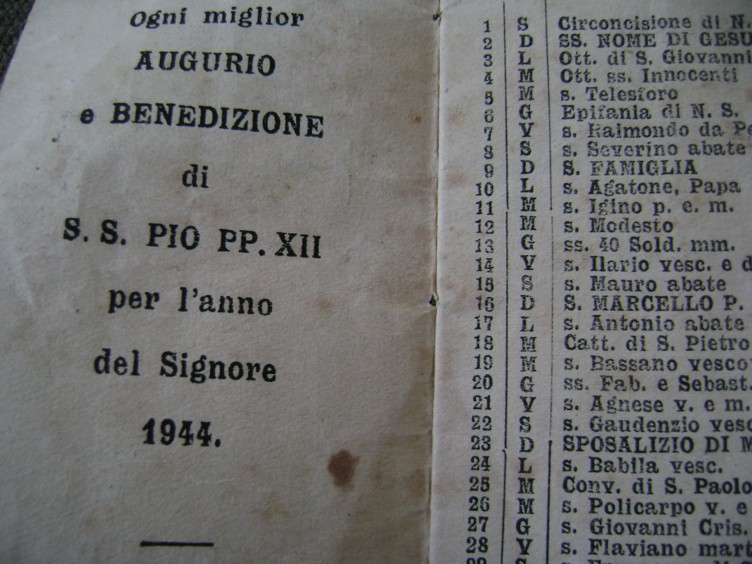 Ogni miglior
AUGURIO
e BENEDIZIONE
di
S. S. PIO PP. XII
per l'anno
del Signore
1944.
1 S Circoncisione di N.
2 D SS. NOME DI GESU
3 L Ott. di S. Giovanni
4 M Ott. ss. Innocenti
5 M s. Telesforo
6 G Epifania di N. S.
7 V s. Raimondo da
8 S s. Severino abate
9 D S. FAMIGLIA
10 L s. Agatone, Papa
11 M s. Igino p. e. m.
12 M s. Modesto
13 G ss. 40 Sold. mm.
14 V s. Ilario vesc. e d
15 S s. Mauro abate
16 D S. MARCELLO P.
17 L s. Antonio abate
18 M Catt. di S. Pietro
19 M s. Bassano vesco
20 G ss. Fab. e Sebast.
21 V s. Agnese v. e m.
22 S s. Gaudenzio vesc
23 D SPOSALIZIO DI M
24 L s. Babila vesc.
25 M Conv. di S. Paolo
26 M s. Policarpo v. e
27 G s. Giovanni Cris.
28 V s. Flaviano mart